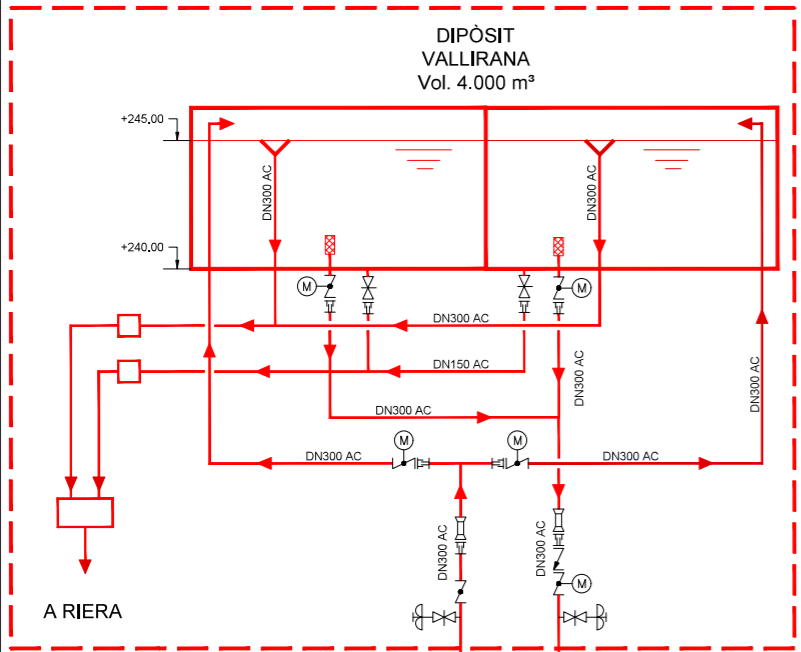 DIPÒSIT
VALLIRANA
Vol. 4.000 m³
+245.00
DN300 AC
DN300 AC
+240.00
M
M
DN300 AC
DN150 AC
DN300 AC
DN300 AC
DN300 AC
M
M
DN300 AC
DN300 AC
DN300 AC
DN300 AC
M
A RIERA